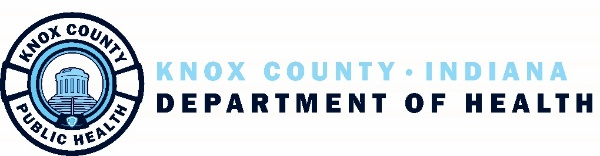 KNOX COUNTY
PUBLIC HEALTH
KNOX COUNTY · INDIANA
DEPARTMENT OF HEALTH